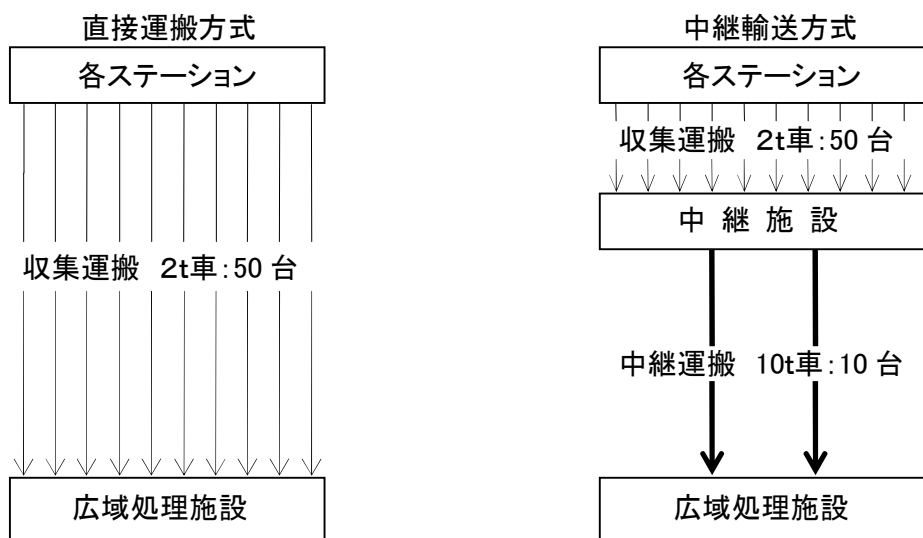 直接運搬方式
各ステーション
収集運搬 2t車:50 台
広域処理施設
中継輸送方式
各ステーション
収集運搬 2t車:50 台
中 継 施 設
中継運搬 10t車:10 台
広域処理施設